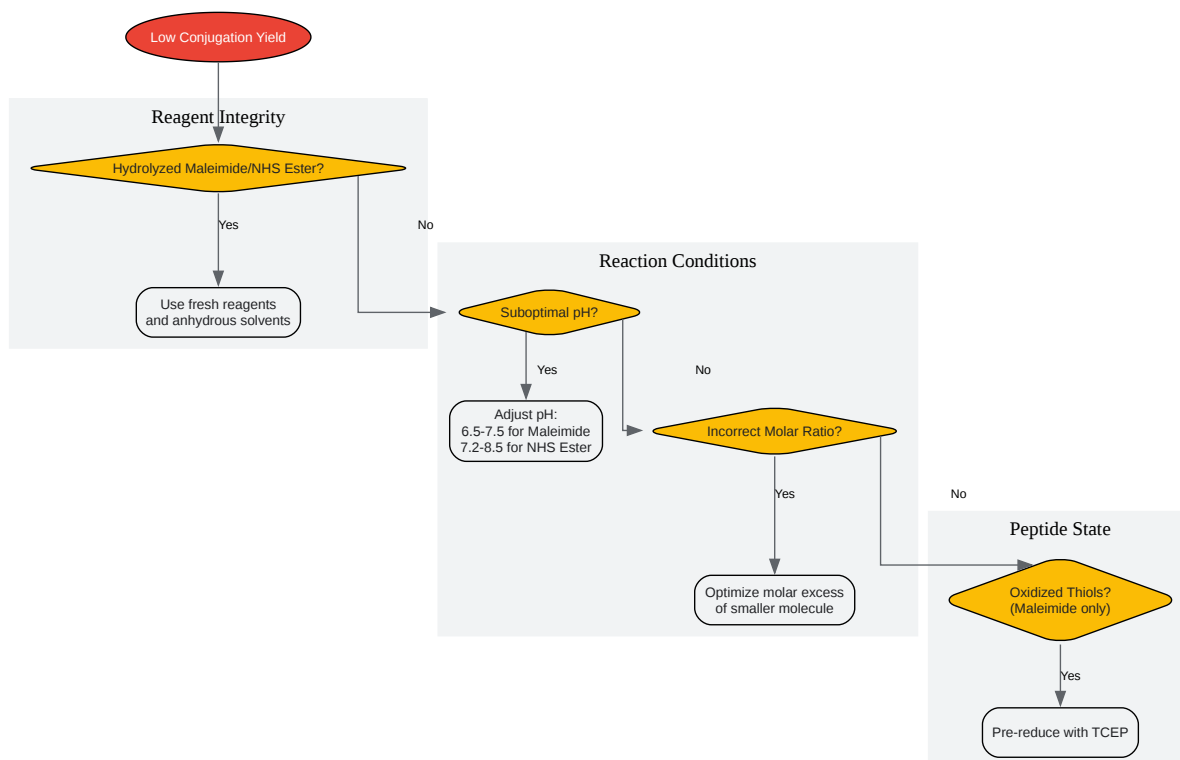 Low Conjugation Yield
Reagent Integrity
Hydrolyzed Maleimide/NHS Ester?
Yes
No
Use fresh reagents
and anhydrous solvents
Reaction Conditions
Suboptimal pH?
Yes
No
Adjust pH:
6.5-7.5 for Maleimide
7.2-8.5 for NHS Ester
Incorrect Molar Ratio?
Yes
No
Optimize molar excess
of smaller molecule
Peptide State
Oxidized Thiols?
(Maleimide only)
Yes
Pre-reduce with TCEP